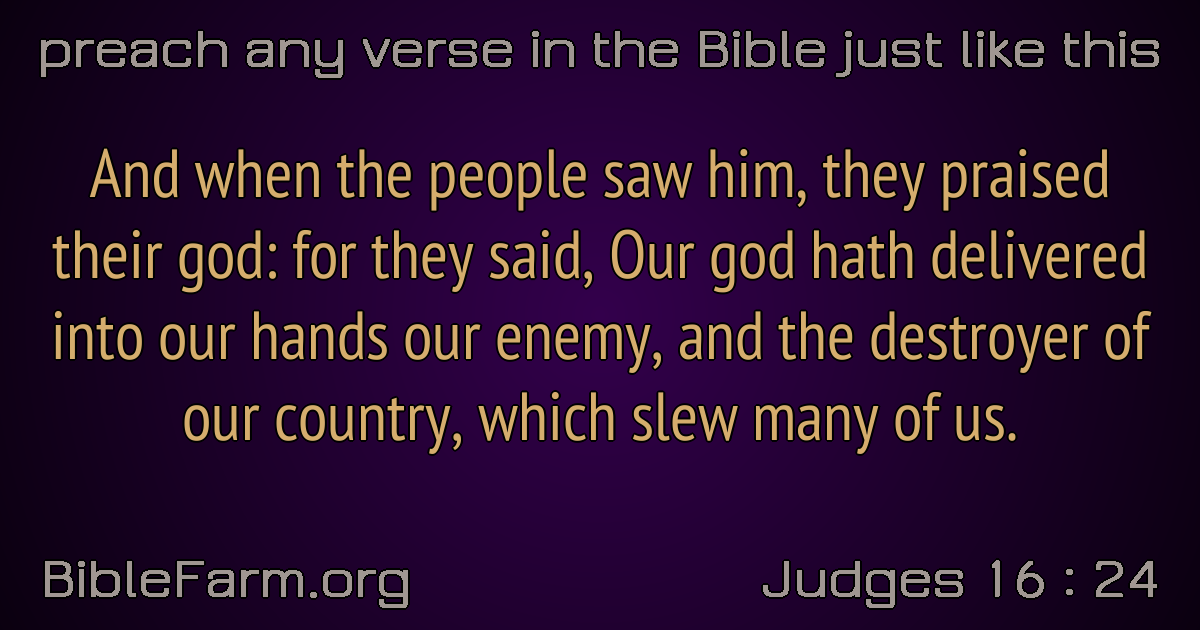 preach any verse in the Bible just like this
And when the people saw him, they praised
their god: for they said, Our god hath delivered
into our hands our enemy, and the destroyer of
our country, which slew many of us.
BibleFarm.org
Judges 16 : 24